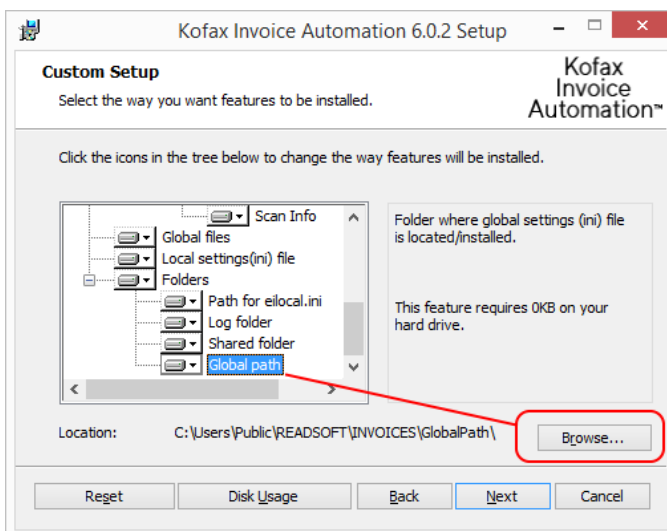 Kofax Invoice Automation 6.0.2 Setup
Custom Setup
Select the way you want features to be installed.
Kofax
Invoice
Automation™
Click the icons in the tree below to change the way features will be installed.
Scan Info
Global files
Local settings(ini) file
Folders
Path for eilocal.ini
Log folder
Shared folder
Global path
Folder where global settings (ini) file
is located/installed.
This feature requires 0KB on your
hard drive.
Location: C:\Users\Public\READSOFT\INVOICES\GlobalPath\
Browse...
Reset Disk Usage Back Next Cancel